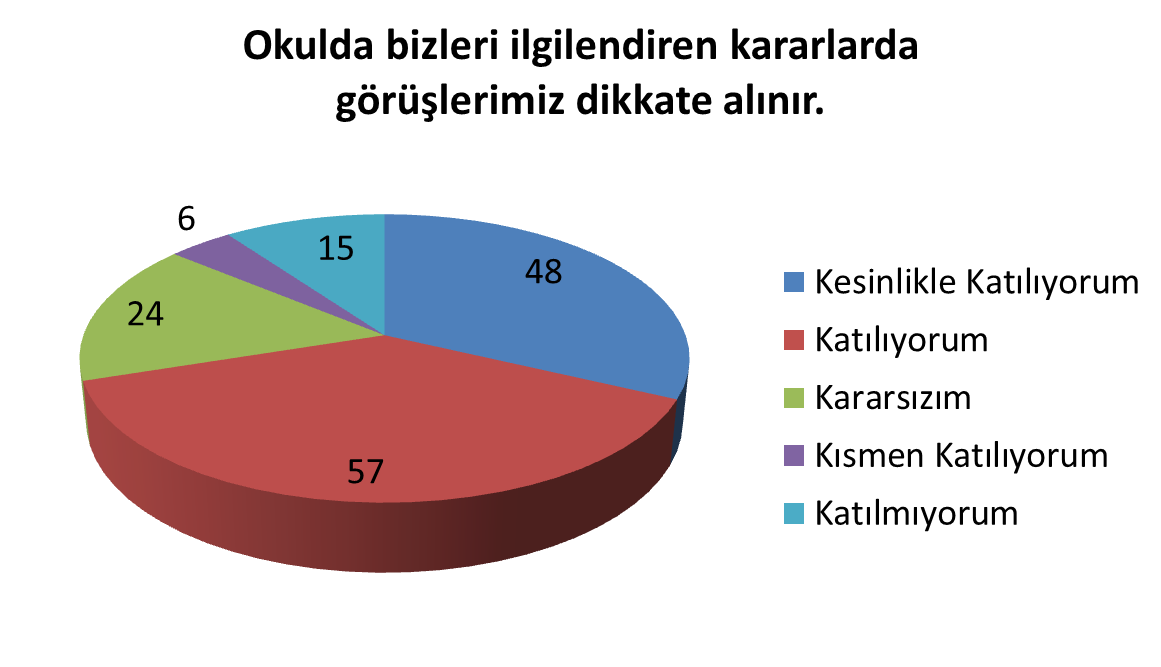 Okulda bizleri ilgilendiren kararlarda
görüşlerimiz dikkate alınır.
6
15
48
24
57
Kesinlikle Katılıyorum
Katılıyorum
Kararsızım
Kısmen Katılıyorum
Katılmıyorum